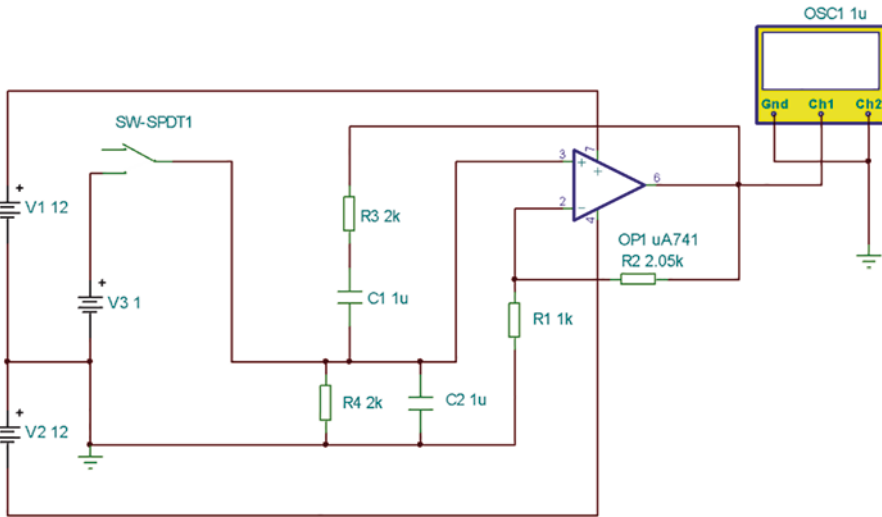 OSC1 1u
Gnd Ch1 Ch2
SW-SPDT1
3
7
+
+
6
2
-
4
+
V1 12
R3 2k
OP1 uA741
R2 2.05k
+
V3 1
C1 1u
R1 1k
+
V2 12
R4 2k
C2 1u